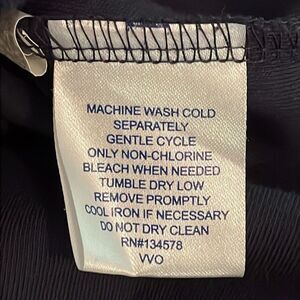 MACHINE WASH COLD
SEPARATELY
GENTLE CYCLE
ONLY NON-CHLORINE
BLEACH WHEN NEEDED
TUMBLE DRY LOW
REMOVE PROMPTLY
COOL IRON IF NECESSARY
DO NOT DRY CLEAN
RN#134578
VVO